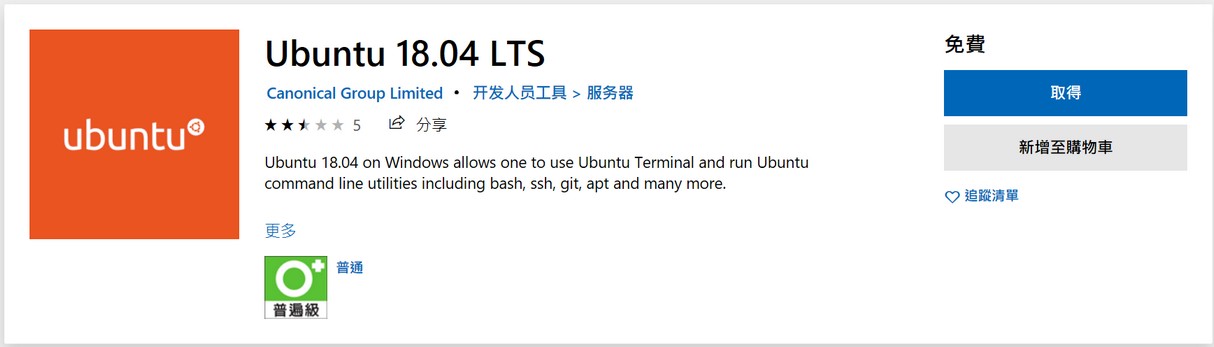 ubuntu
Ubuntu 18.04 LTS
Canonical Group Limited • 开发人员工具 > 服务器
5 分享
Ubuntu 18.04 on Windows allows one to use Ubuntu Terminal and run Ubuntu
command line utilities including bash, ssh, git, apt and many more.
更多
普遍級
普通
免費
取得
新增至購物車
追蹤清單